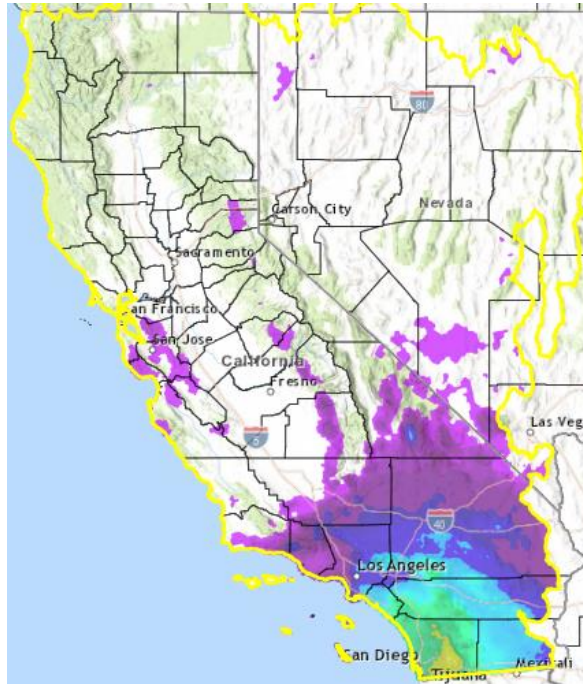 80
Carson City
Nevada
Sacramento
San Francisco
San Jose
California
Fresno
5
Las Veg
40
Los Angeles
San Diego
Tijuana
Mexicali